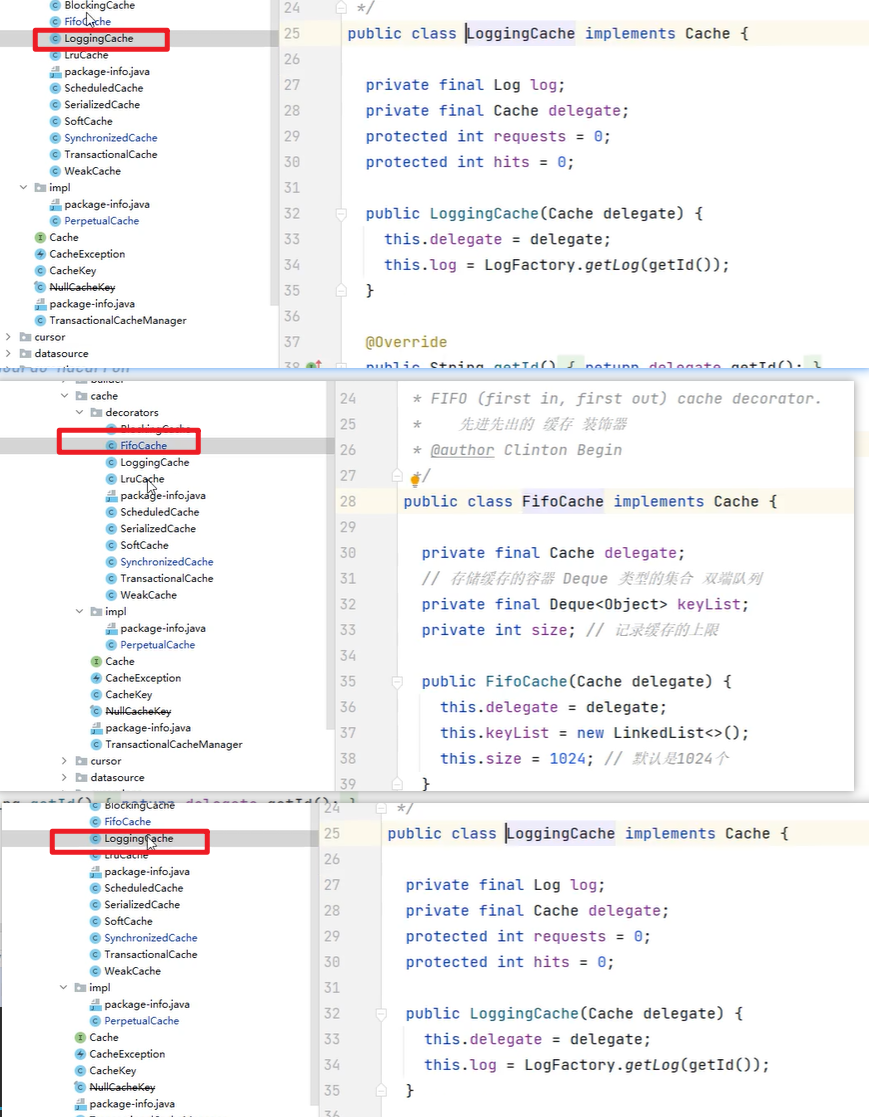 BlockingCache
FifoCache
LoggingCache
LruCache
package-info.java
ScheduledCache
SerializedCache
SoftCache
SynchronizedCache
TransactionalCache
WeakCache
impl
package-info.java
PerpetualCache
Cache
CacheException
CacheKey
NullCacheKey
package-info.java
TransactionalCacheManager
cursor
datasource
24 */
25 public class LoggingCache implements Cache {
26
27 private final Log log;
28 private final Cache delegate;
29 protected int requests = 0;
30 protected int hits = 0;
31
32 public LoggingCache(Cache delegate) {
33 this.delegate = delegate;
34 this.log = LogFactory.getLog(getId());
35 }
36
37 @Override
38 public String getId() { return delegate.getId(); }
builder
cache
decorators
BlockingCache
FifoCache
LoggingCache
LruCache
package-info.java
ScheduledCache
SerializedCache
SoftCache
SynchronizedCache
TransactionalCache
WeakCache
impl
package-info.java
PerpetualCache
Cache
CacheException
CacheKey
NullCacheKey
package-info.java
TransactionalCacheManager
cursor
datasource
24 * FIFO (first in, first out) cache decorator.
25 * 先进先出的 缓存 装饰器
26 * @author Clinton Begin
27 */
28 public class FifoCache implements Cache {
29
30 private final Cache delegate;
31 // 存储缓存的容器 Deque 类型的集合 双端队列
32 private final Deque<Object> keyList;
33 private int size; // 记录缓存的上限
34
35 public FifoCache(Cache delegate) {
36 this.delegate = delegate;
37 this.keyList = new LinkedList<>();
38 this.size = 1024; // 默认是1024个
39 }
getId() { return delegate.getId(); }
BlockingCache
FifoCache
LoggingCache
LruCache
package-info.java
ScheduledCache
SerializedCache
SoftCache
SynchronizedCache
TransactionalCache
WeakCache
impl
package-info.java
PerpetualCache
Cache
CacheException
CacheKey
NullCacheKey
package-info.java
24 */
25 public class LoggingCache implements Cache {
26
27 private final Log log;
28 private final Cache delegate;
29 protected int requests = 0;
30 protected int hits = 0;
31
32 public LoggingCache(Cache delegate) {
33 this.delegate = delegate;
34 this.log = LogFactory.getLog(getId());
35 }
36